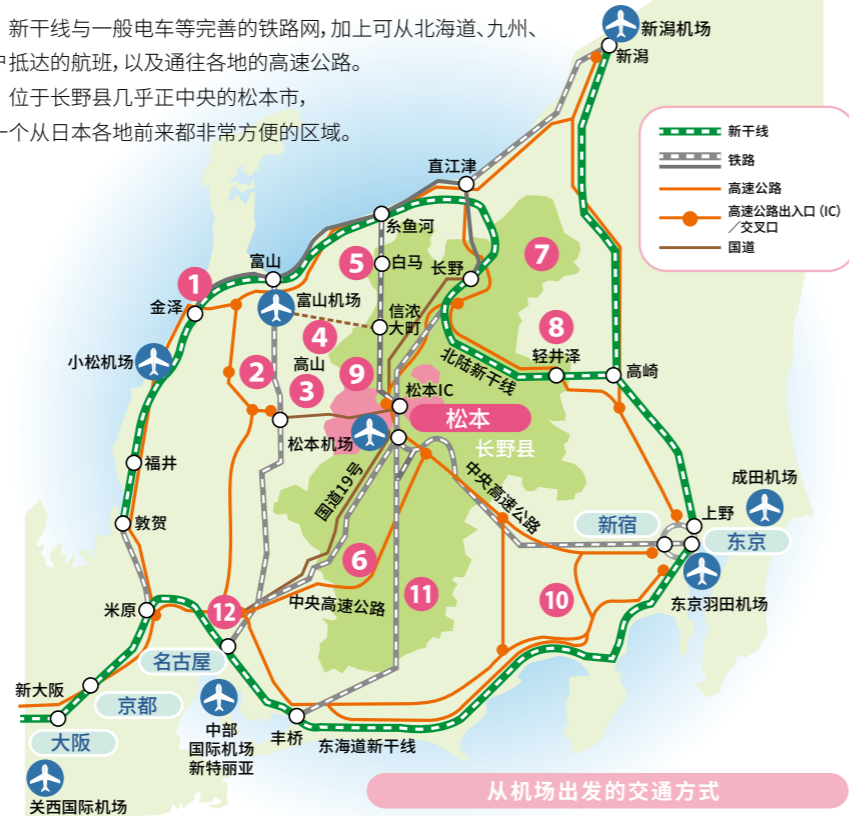 新干线与一般电车等完善的铁路网,加上可从北海道、九州、
抵达的航班,以及通往各地的高速公路。
位于长野县几乎正中央的松本市,
一个从日本各地前来都非常方便的区域。
新潟机场
新潟
新干线
铁路
高速公路
高速公路出入口 (IC)
/交叉口
国道
直江津
糸鱼河
富山
5
白马
长野
7
1
金泽
富山机场
信浓
大町
4
8
小松机场
2
高山
3
9
北陆新干线
轻井泽
高崎
松本IC
松本
松本机场
长野县
福井
国道19号
中央高速公路
成田机场
敦贺
新宿
上野
东京
6
米原
12
中央高速公路
11
10
东京羽田机场
名古屋
新大阪
京都
中部
国际机场
新特丽亚
丰桥
东海道新干线
大阪
关西国际机场
从机场出发的交通方式